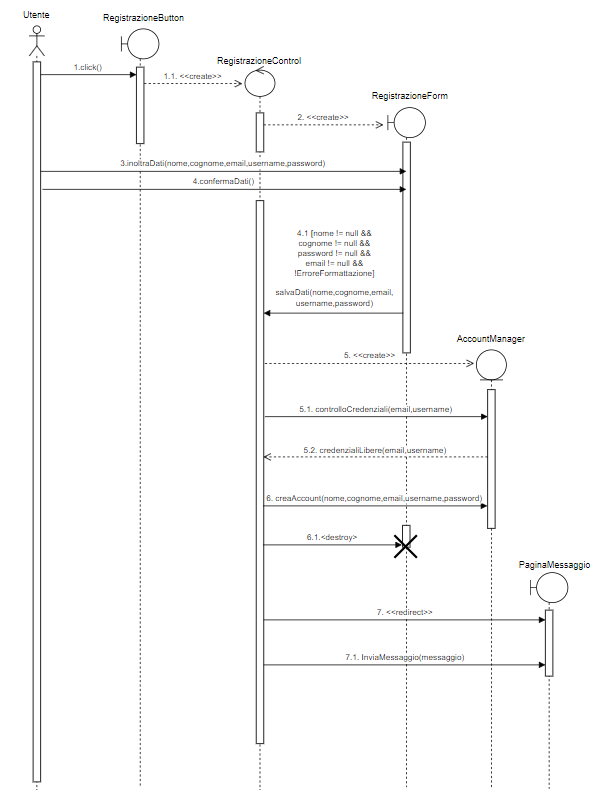 Utente
RegistrazioneButton
RegistrazioneControl
1.click()
1.1. <<create>>
RegistrazioneForm
2. <<create>>
3.inoltraDati(nome,cognome,email,username,password)
4.confermaDati()
4.1 [nome != null &&
cognome != null &&
password != null &&
email != null &&
!ErroreFormattazione]
salvaDati(nome,cognome,email,
username,password)
AccountManager
5. <<create>>
5.1. controlloCredenziali(email,username)
5.2. credenzialiLibere(email,username)
6. creaAccount(nome,cognome,email,username,password)
6.1.<destroy>
PaginaMessaggio
7. <<redirect>>
7.1. InviaMessaggio(messaggio)